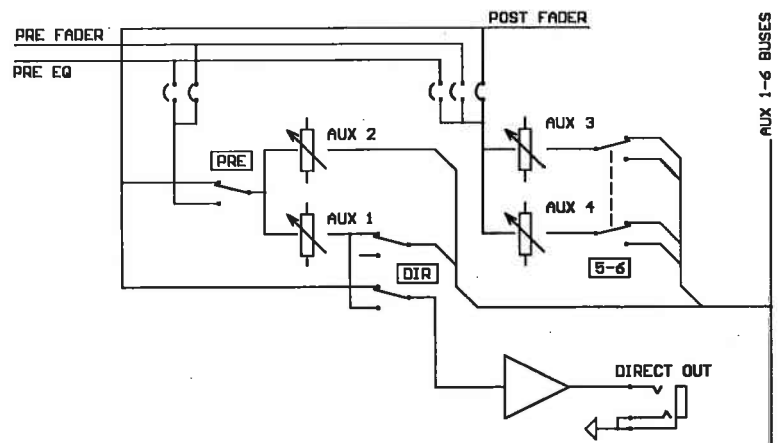 POST FADER
PRE FADER
PRE EQ
AUX 1-6 BUSES
AUX 2
AUX 3
PRE
AUX 1
AUX 4
DIR
5-6
DIRECT OUT